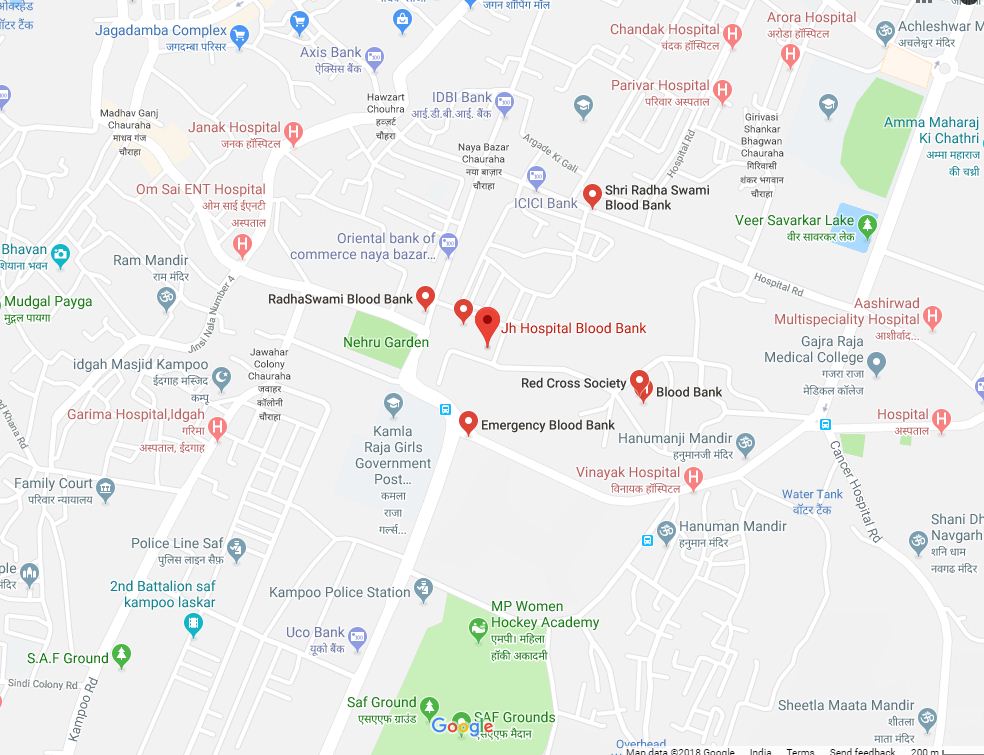 ओवरहेड
वॉटर टैंक
जगन शॉपिंग मॉल
Jagadamba Complex
जगदम्बा परिसर
Axis Bank
ऐक्सिस बैंक
Chandak Hospital
चंदक हॉस्पिटल
Arora Hospital
अरोडा हॉस्पिटल
Achleshwar M
अचलेश्वर मंदिर
Parivar Hospital
परिवार अस्पताल
IDBI Bank
आई.डी.बी.आई. बैंक
Hawzart
Chouhra
हव्ज़र्ट
चौहरा
Madhav Ganj
Chauraha
माधव गंज
चौराहा
Janak Hospital
जनक हॉस्पिटल
Girivasi
Shankar
Bhagwan
Chauraha
गिरिवासी
शंकर भगवान
चौराहा
Amma Maharaj
Ki Chathri
अम्मा महाराज
की चथ्री
Naya Bazar
Chauraha
नया बाज़ार
चौराहा
Argade Ki Gali
Hospital Rd
Om Sai ENT Hospital
ओम साई ईएनटी
अस्पताल
ICICI Bank
Shri Radha Swami
Blood Bank
Veer Savarkar Lake
वीर सावरकर लेक
Oriental bank of
commerce naya bazar...
Bhavan
शियाना भवन
Ram Mandir
राम मंदिर
Hospital Rd
Jinsi Nala Number 4
Mudgal Payga
मुद्गल पायगा
RadhaSwami Blood Bank
Jh Hospital Blood Bank
Aashirwad
Multispeciality Hospital
आशीर्वाद...
Nehru Garden
Gajra Raja
Medical College
गजरा राजा
मेडिकल कॉलेज
Jawahar
Colony
Chauraha
जवाहर
कॉलोनी
चौराहा
idgah Masjid Kampoo
ईदगाह मस्जिद
कम्पू
Red Cross Society
Blood Bank
Garima Hospital,Idgah
गरिमा
अस्पताल, ईदगाह
Hospital
अस्पताल
Emergency Blood Bank
Kamla
Raja Girls
Government
Post...
कमला
राजा
गर्ल्स...
Hanumanji Mandir
हनुमानजी मंदिर
Vinayak Hospital
विनायक हॉस्पिटल
Cancer Hospital Rd
Family Court
परिवार न्यायालय
Water Tank
वॉटर टैंक
Hanuman Mandir
हनुमान मंदिर
Shani Dh
Navgarh
शनि धाम
नवगढ मंदिर
Police Line Saf
पुलिस लाइन सैफ़
ple
मंदिर
2nd Battalion saf
kampoo laskar
Kampoo Police Station
MP Women
Hockey Academy
एमपी। महिला
हॉकी अकादमी
Uco Bank
यूको बैंक
S.A.F Ground
Sindi Colony Rd
Kampoo Rd
Saf Ground
एसएएफ ग्राउंड
SAF Grounds
एसएएफ मैदान
Google
Sheetla Maata Mandir
शीतला
माता मंदिर
Overhead
Map data ©2018 Google India Terms Send feedback 200 m